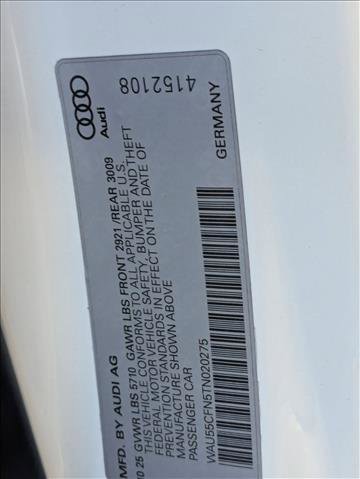 Audi
MFD. BY AUDI AG
10 25 GVWR LBS 5710 GAWR LBS FRONT 2921 /REAR 3009
THIS VEHICLE CONFORMS TO ALL APPLICABLE U.S.
FEDERAL MOTOR VEHICLE SAFETY, BUMPER AND THEFT
PREVENTION STANDARDS IN EFFECT ON THE DATE OF
MANUFACTURE SHOWN ABOVE
PASSENGER CAR
WAU55CFN5TN020275
4152108
GERMANY